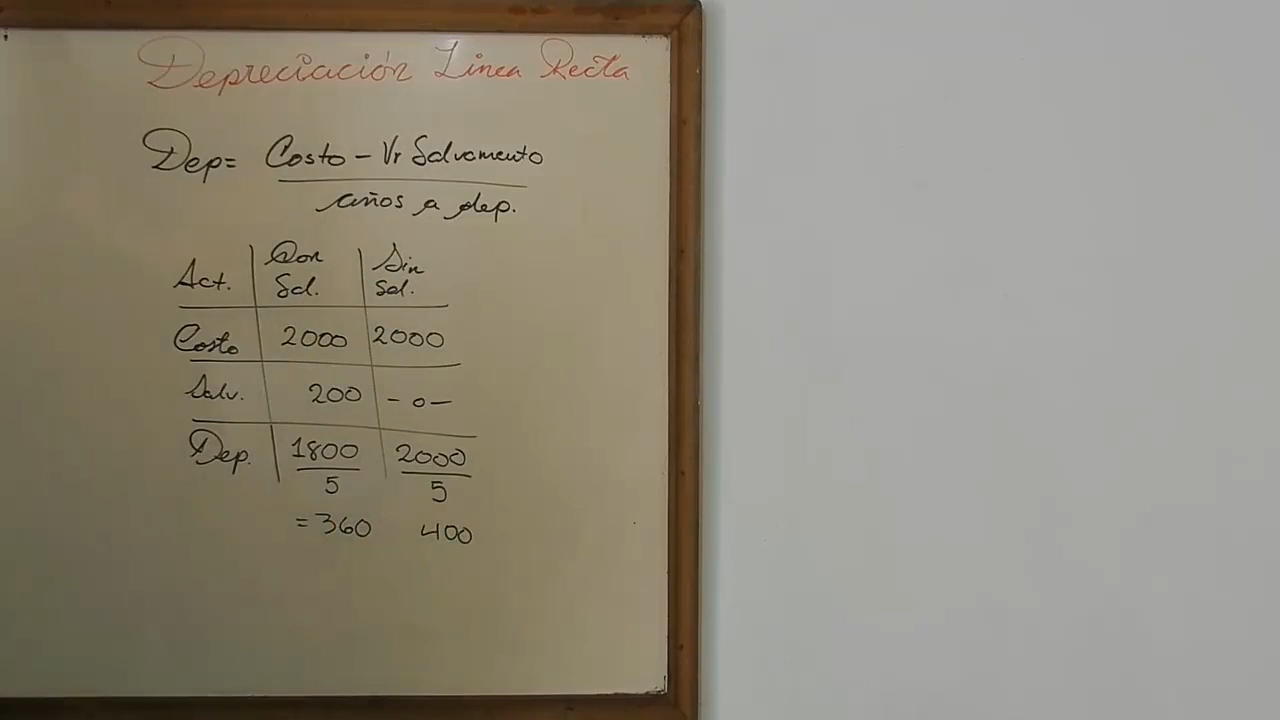 Depreciación Linea Recta
Dep= Costo - Vr Salvamento
años a dep.
Act. Con Sal. Sin Sal.
Costo 2000 2000
Salv. 200 -0-
Dep. 1800 2000
5 5
= 360 400